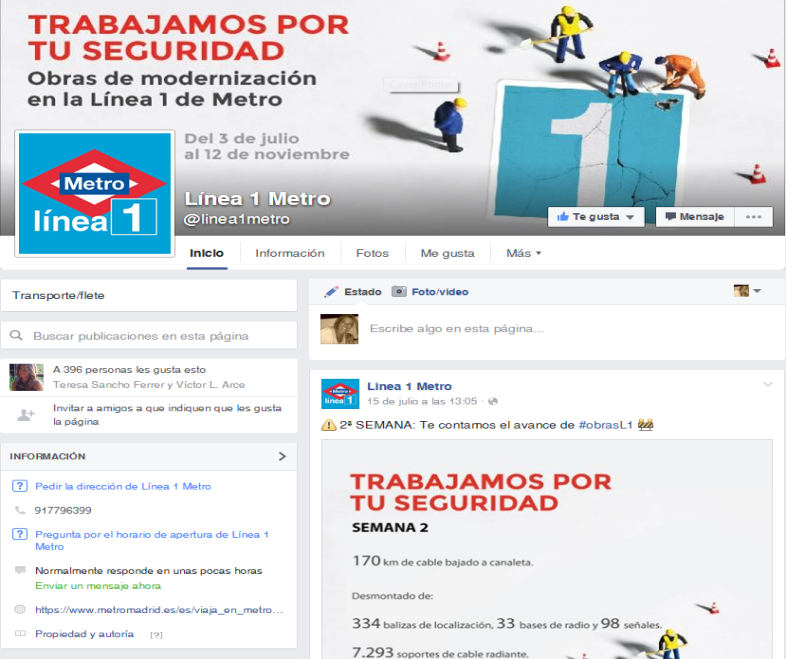 TRABAJAMOS POR
TU SEGURIDAD
Obras de modernización
en la Línea 1 de Metro
Del 3 de julio
al 12 de noviembre
1
Metro
línea 1
Línea 1 Metro
@linea1metro
Te gusta
Mensaje
Inicio
Información
Fotos
Me gusta
Más
Transporte/flete
Buscar publicaciones en esta página
A 396 personas les gusta esto
Teresa Sancho Ferrer y Víctor L. Arce
Invitar a amigos a que indiquen que les gusta
la página
INFORMACIÓN
Pedir la dirección de Línea 1 Metro
917796399
Pregunta por el horario de apertura de Línea 1
Metro
Normalmente responde en unas pocas horas
Enviar un mensaje ahora
https://www.metromadrid.es/es/viaja_en_metro...
Propiedad y autoría [?]
Estado
Foto/vídeo
Escribe algo en esta página...
Metro
línea 1
Línea 1 Metro
15 de julio a las 13:05 ·
2ª SEMANA: Te contamos el avance de #obrasL1
TRABAJAMOS POR
TU SEGURIDAD
SEMANA 2
170 km de cable bajado a canaleta.
Desmontado de:
334 balizas de localización, 33 bases de radio y 98 señales.
7.293 soportes de cable radiante.